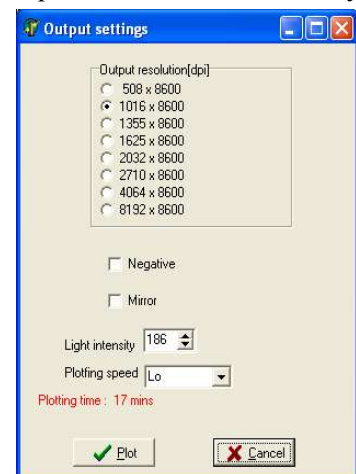 Output settings
Output resolution[dpi]
508 x 8600
1016 x 8600
1355 x 8600
1625 x 8600
2032 x 8600
2710 x 8600
4064 x 8600
8192 x 8600
Negative
Mirror
Light intensity 186
Plotting speed Lo
Plotting time : 17 mins
Plot
Cancel